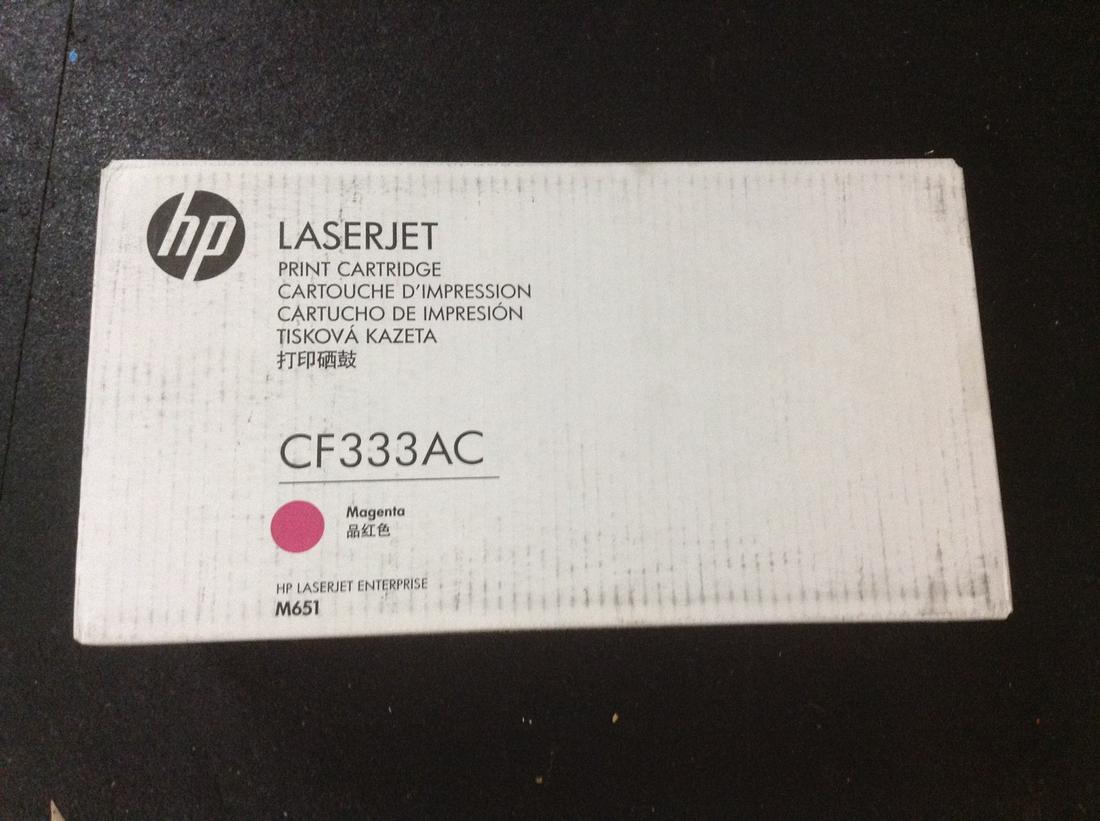 hp
LASERJET
PRINT CARTRIDGE
CARTOUCHE D'IMPRESSION
CARTUCHO DE IMPRESIÓN
TISKOVÁ KAZETA
打印硒鼓
CF333AC
Magenta
品红色
HP LASERJET ENTERPRISE
M651